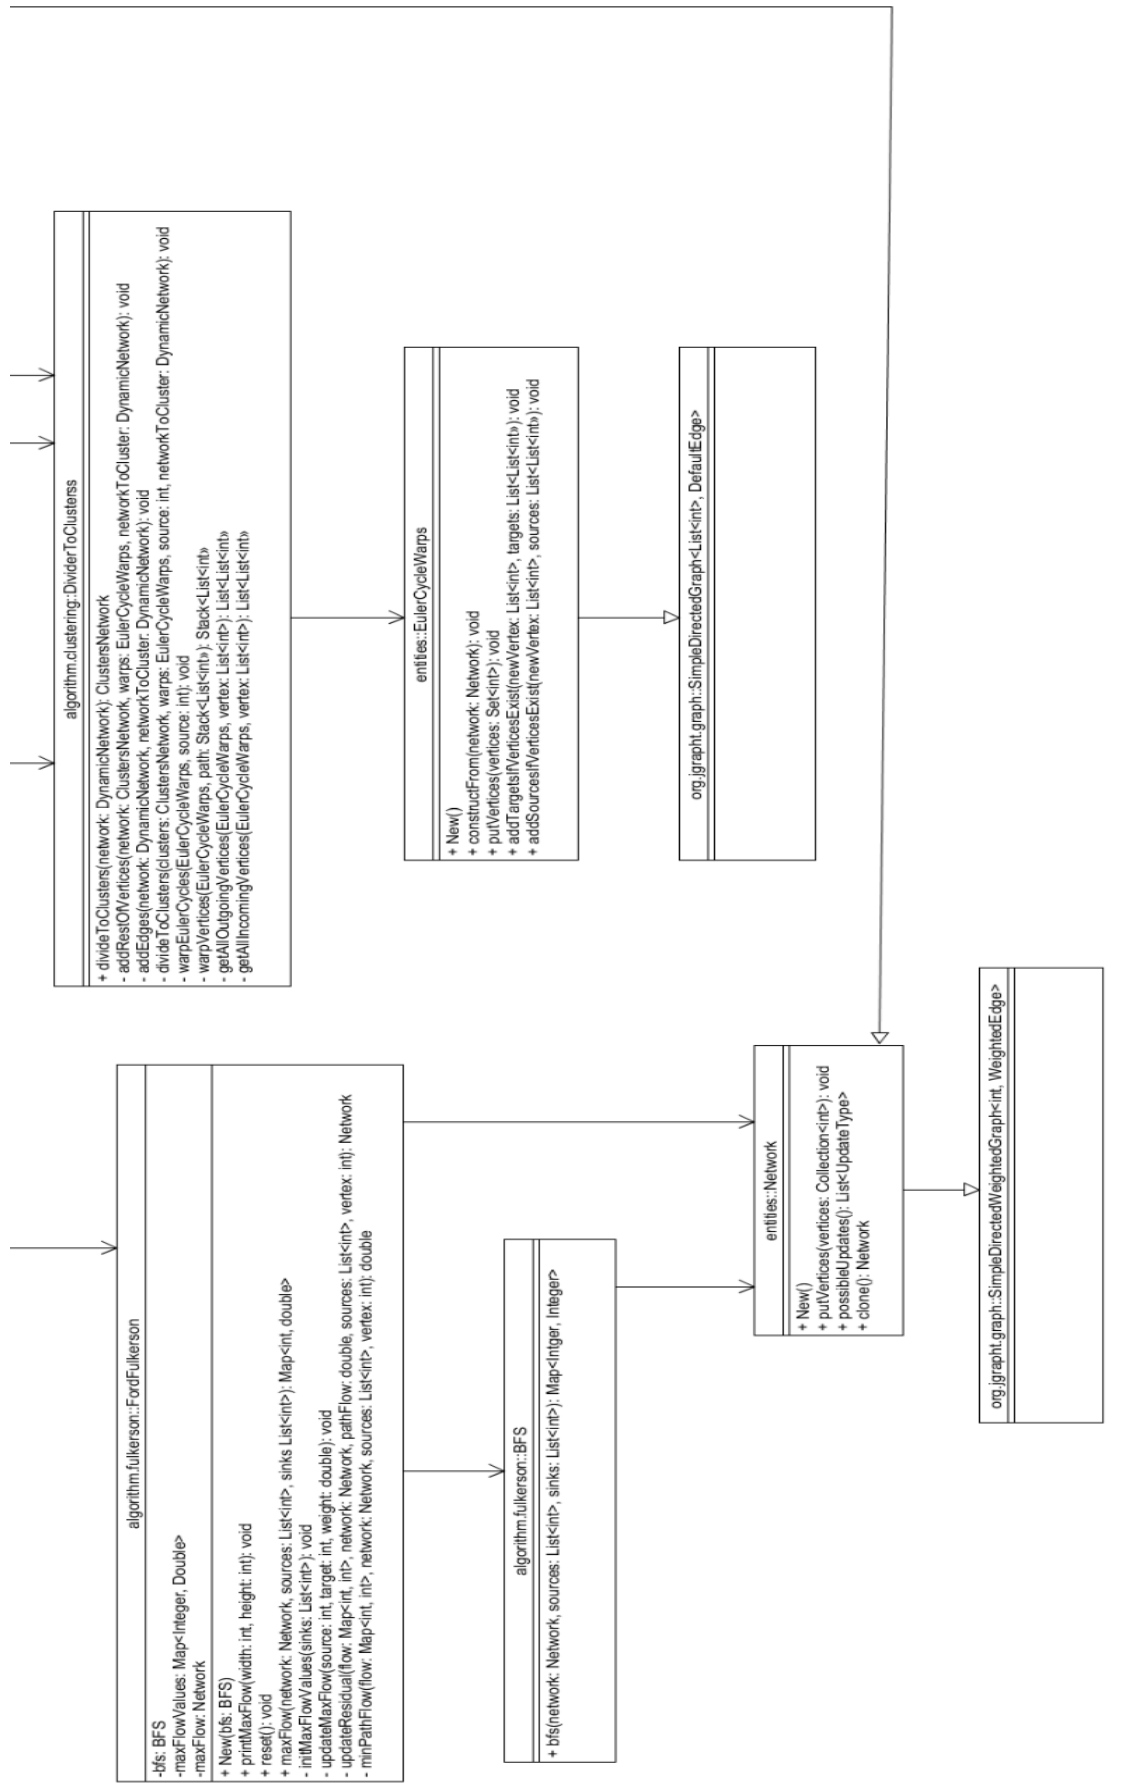 algorithm.clustering::DividerToClusterss
+ divideToClusters(network: DynamicNetwork): ClustersNetwork
- addRestOfVertices(network: ClustersNetwork, warps: EulerCycleWarps, networkToCluster: DynamicNetwork): void
- addEdges(network: DynamicNetwork, networkToCluster: DynamicNetwork): void
- divideToClusters(clusters: ClustersNetwork, warps: EulerCycleWarps, source: int, networkToCluster: DynamicNetwork): void
- warpEulerCycles(EulerCycleWarps, source: int): void
- warpVertices(EulerCycleWarps, path: Stack<List<int»): Stack<List<int»
- getAllOutgoingVertices(EulerCycleWarps, vertex: List<int>): List<List<int»
- getAllIncomingVertices(EulerCycleWarps, vertex: List<int>): List<List<int»
entities::EulerCycleWarps
+ New()
+ constructFrom(network: Network): void
+ putVertices(vertices: Set<int>): void
+ addTargetsIfVerticesExist(newVertex: List<int>, targets: List<List<int»): void
+ addSourcesIfVerticesExist(newVertex: List<int>, sources: List<List<int»): void
org.jgrapht.graph::SimpleDirectedGraph<List<int>, DefaultEdge>
algorithm.fulkerson::FordFulkerson
-bfs: BFS
-maxFlowValues: Map<Integer, Double>
-maxFlow: Network
+ New(bfs: BFS)
+ printMaxFlow(width: int, height: int): void
+ reset(): void
+ maxFlow(network: Network, sources: List<int>, sinks List<int>): Map<int, double>
- initMaxFlowValues(sinks: List<int>): void
- updateMaxFlow(source: int, target: int, weight: double): void
- updateResidual(flow: Map<int, int>, network: Network, pathFlow: double, sources: List<int>, vertex: int): Network
- minPathFlow(flow: Map<int, int>, network: Network, sources: List<int>, vertex: int): double
algorithm.fulkerson::BFS
+ bfs(network: Network, sources: List<int>, sinks: List<int>): Map<Intger, Integer>
entities::Network
+ New()
+ putVertices(vertices: Collection<int>): void
+ possibleUpdates(): List<UpdateType>
+ clone(): Network
org.jgrapht.graph::SimpleDirectedWeightedGraph<int, WeightedEdge>